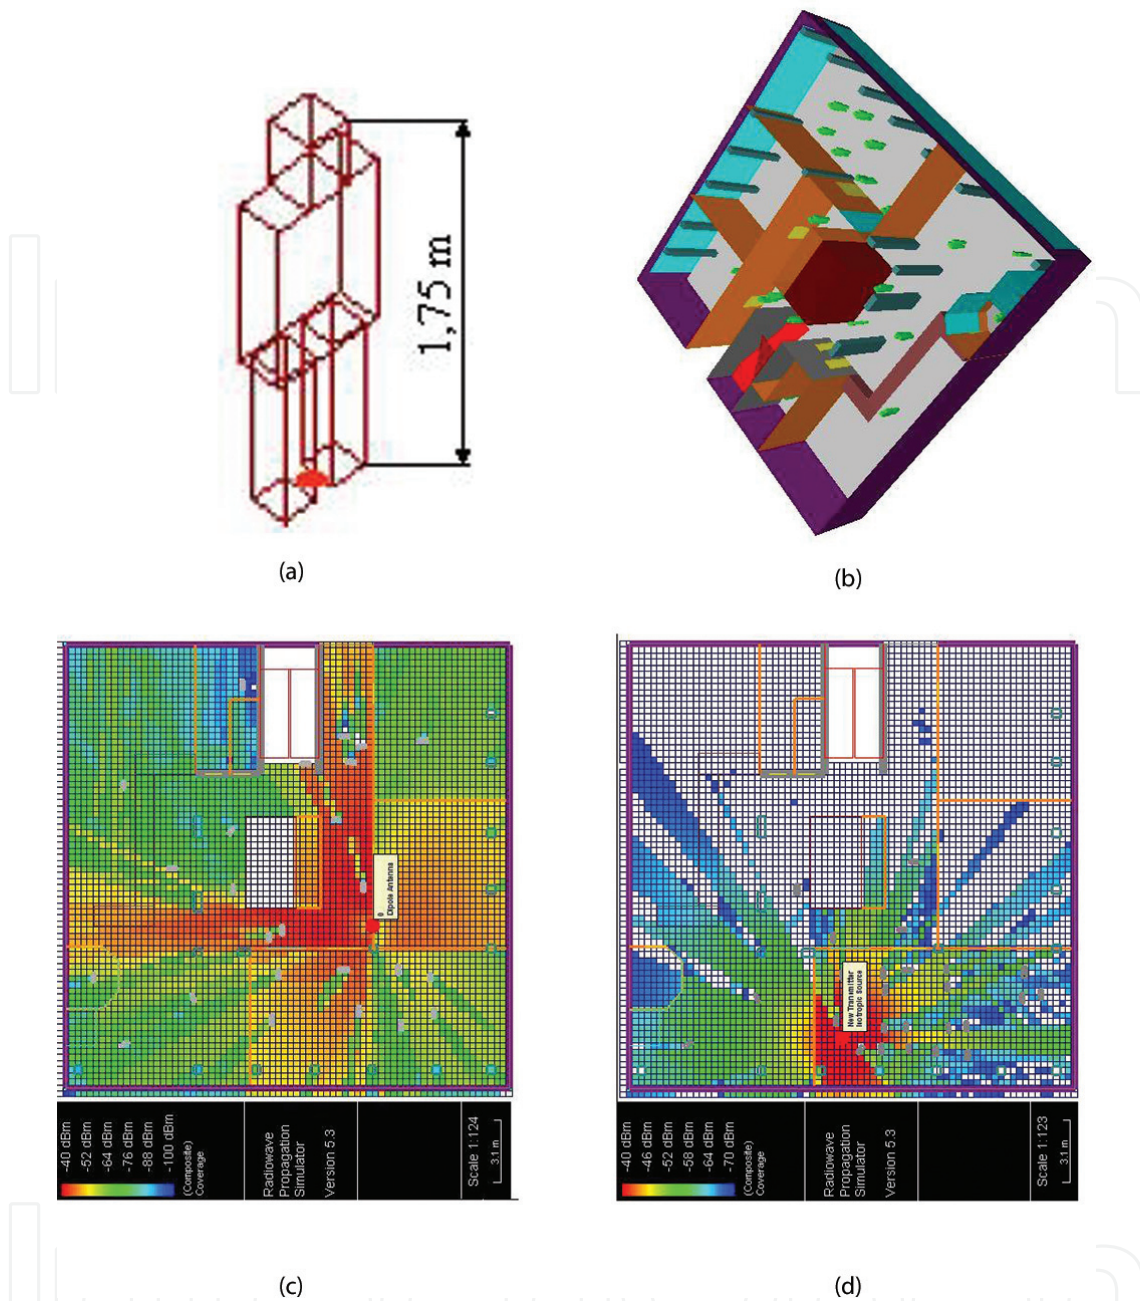 1,75 m
(a)
(b)
Dipole Antenna
New Transmitter
Isotropic Source
-40 dBm
-52 dBm
-64 dBm
-76 dBm
-88 dBm
-100 dBm
(Composite)
Coverage
Radiowave
Propagation
Simulator
Version 5.3
Scale 1:124
3.1 m
-40 dBm
-46 dBm
-52 dBm
-58 dBm
-64 dBm
-70 dBm
(Composite)
Coverage
Radiowave
Propagation
Simulator
Version 5.3
Scale 1:123
3.1 m
(c)
(d)